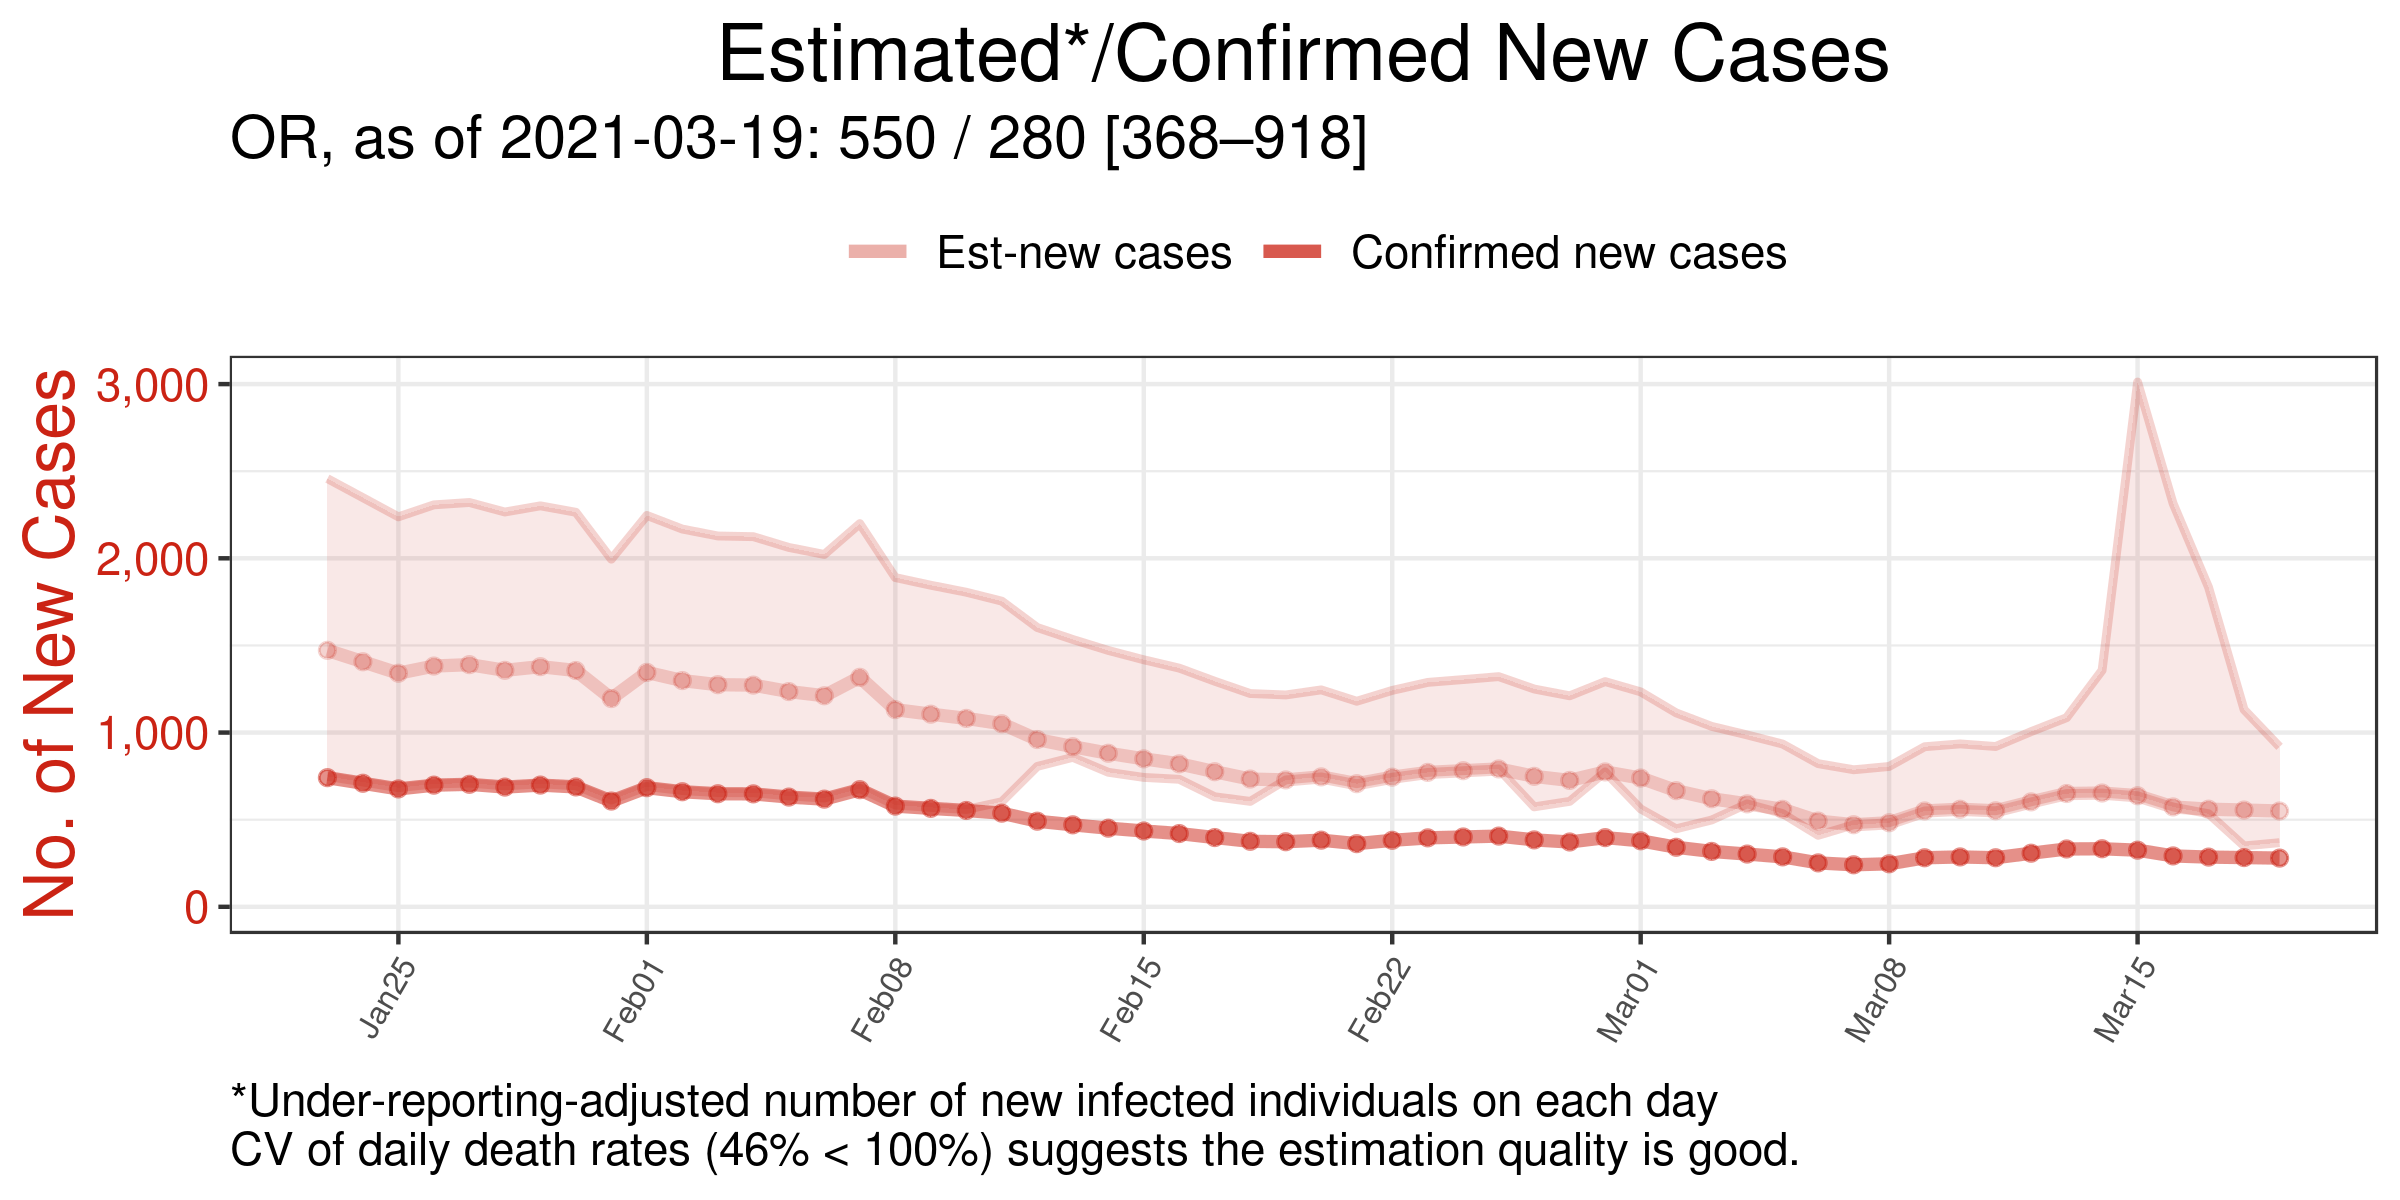 Estimated*/Confirmed New Cases
OR, as of 2021-03-19: 550 / 280 [368–918]
Est-new cases
Confirmed new cases
No. of New Cases
3,000
2,000
1,000
0
Jan25
Feb01
Feb08
Feb15
Feb22
Mar01
Mar08
Mar15
*Under-reporting-adjusted number of new infected individuals on each day
CV of daily death rates (46% < 100%) suggests the estimation quality is good.